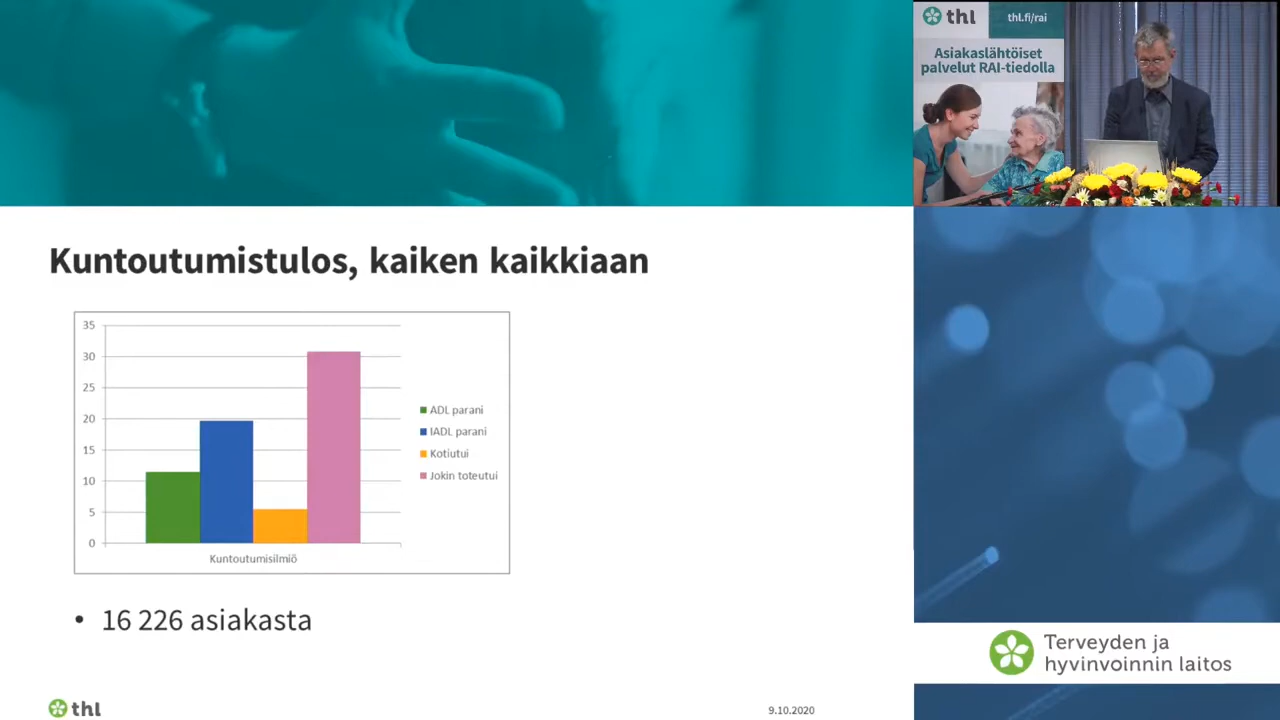 Kuntoutumistulos, kaiken kaikkiaan
35
30
25
20
15
10
5
0
Kuntoutumisilmiö
ADL parani
IADL parani
Kotiutui
Jokin toteutui
• 16 226 asiakasta
thl
9.10.2020
thl
thl.fi/rai
Asiakaslähtöiset
palvelut RAI-tiedolla
Terveyden ja
hyvinvoinnin laitos